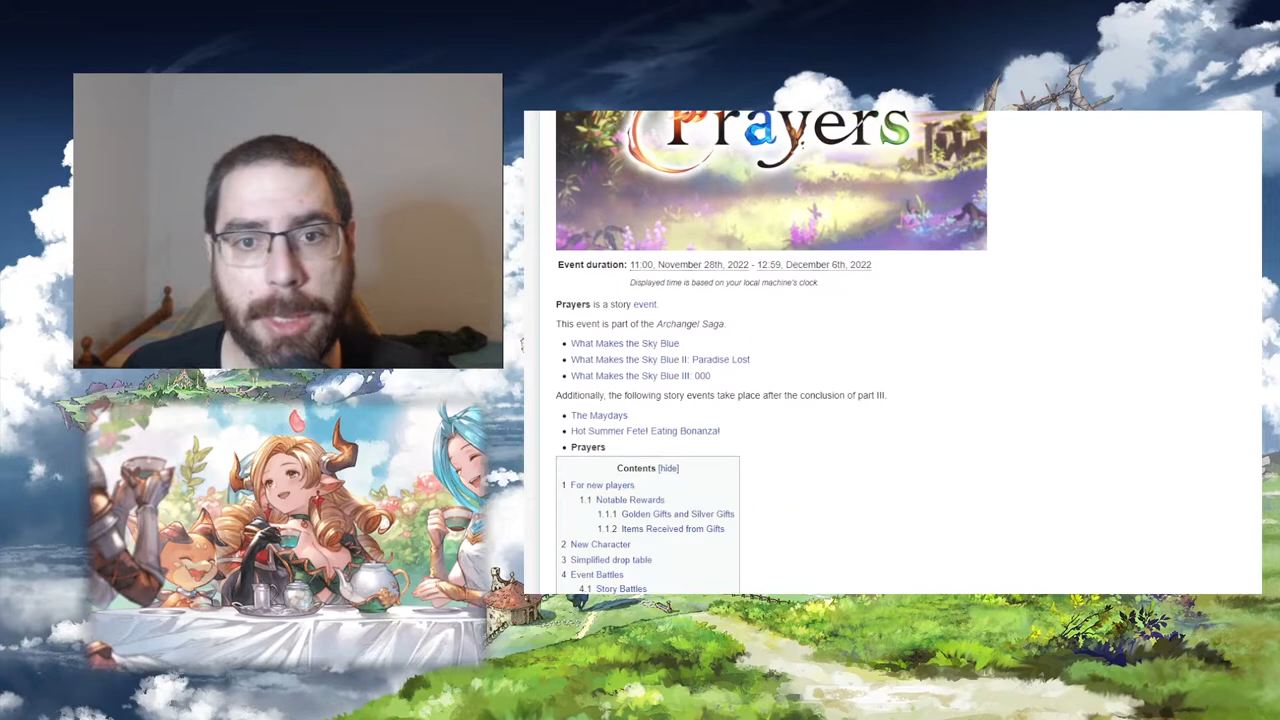 Prayers
Event duration: 11:00, November 28th, 2022 - 12:59, December 6th, 2022
Displayed time is based on your local machine's clock.
Prayers is a story event.
This event is part of the Archangel Saga.
What Makes the Sky Blue
What Makes the Sky Blue II: Paradise Lost
What Makes the Sky Blue III: 000
Additionally, the following story events take place after the conclusion of part III.
The Maydays
Hot Summer Fete! Eating Bonanza!
Prayers
Contents [hide]
1 For new players
1.1 Notable Rewards
1.1.1 Golden Gifts and Silver Gifts
1.1.2 Items Received from Gifts
2 New Character
3 Simplified drop table
4 Event Battles
4.1 Story Battles